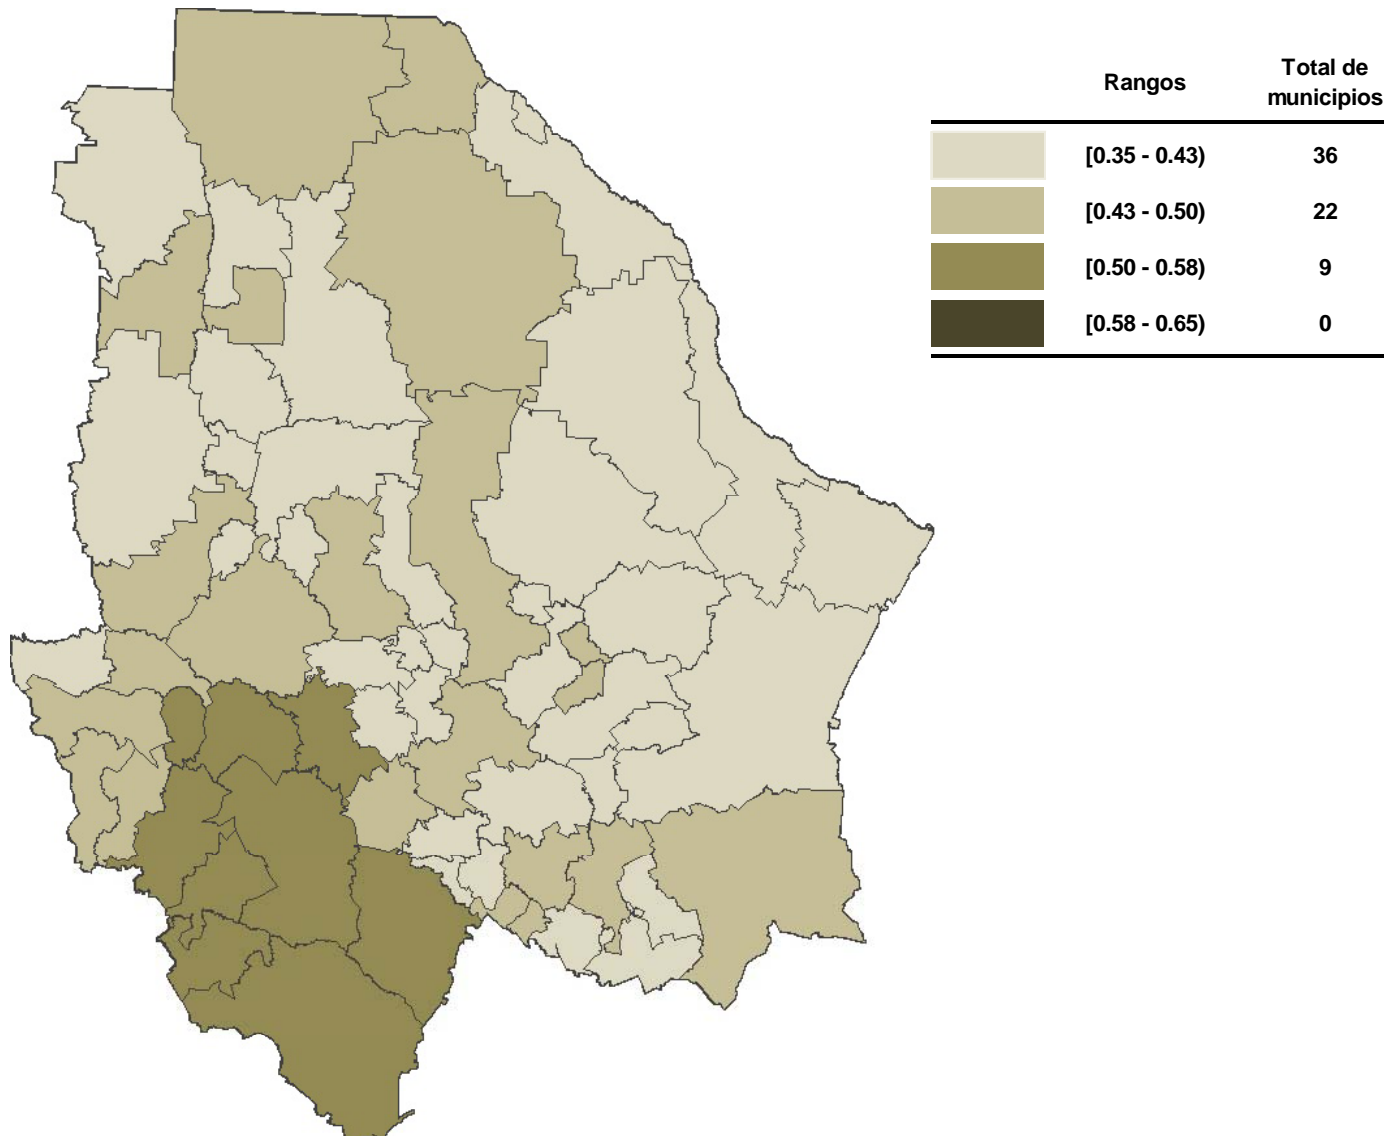 Rangos Total de
municipios
[0.35 - 0.43) 36
[0.43 - 0.50) 22
[0.50 - 0.58) 9
[0.58 - 0.65) 0